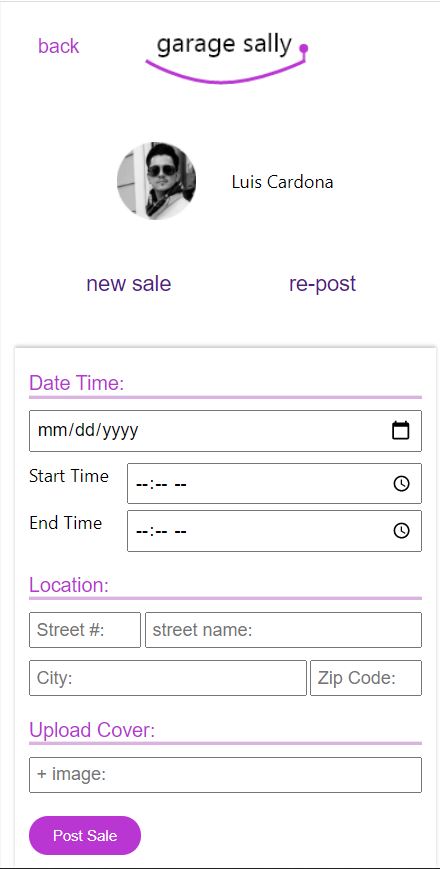 back
garage sally
Luis Cardona
new sale re-post
Date Time:
mm/dd/yyyy
Start Time --:-- --
End Time --:-- --
Location:
Street #: street name:
City: Zip Code:
Upload Cover:
+ image:
Post Sale